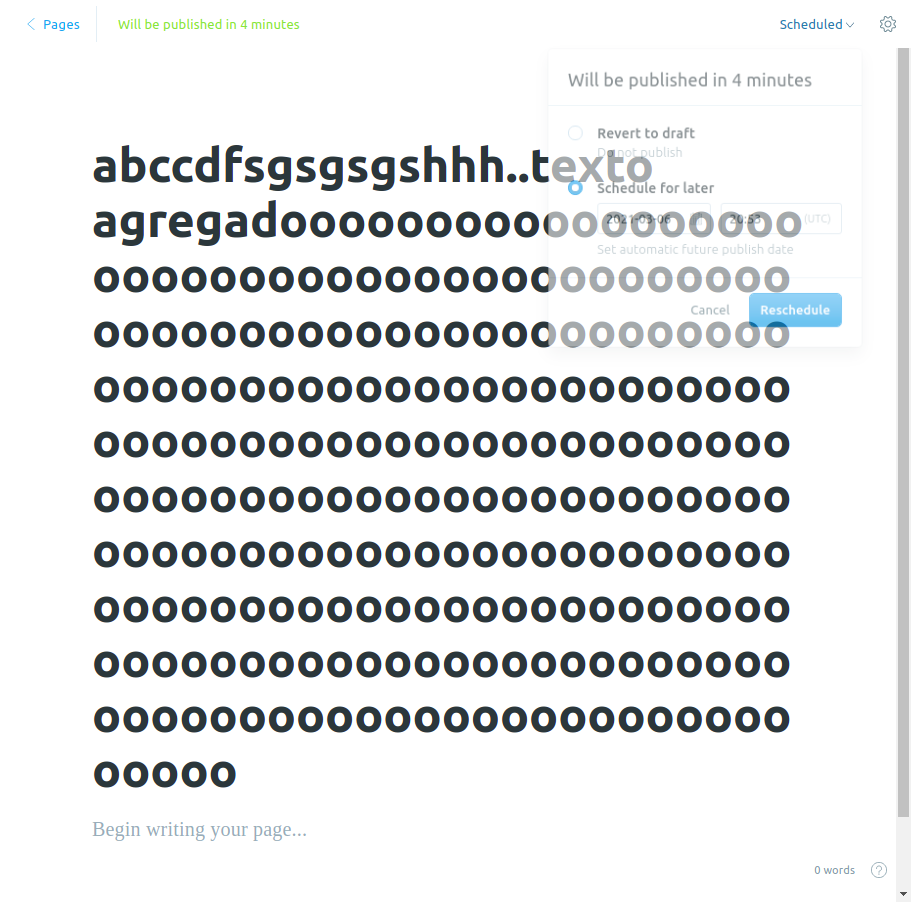 Pages
Will be published in 4 minutes
Scheduled
Will be published in 4 minutes
Revert to draft
Do not publish
Schedule for later
2021-03-06
20:53
(UTC)
Set automatic future publish date
Cancel
Reschedule
abccdfsgsgsgshhh..texto
agregadoooooooooooooooooo
oooooooooooooooooooooooo
oooooooooooooooooooooooo
oooooooooooooooooooooooo
oooooooooooooooooooooooo
oooooooooooooooooooooooo
oooooooooooooooooooooooo
oooooooooooooooooooooooo
oooooooooooooooooooooooo
oooooooooooooooooooooooo
ooooo
Begin writing your page...
0 words
?